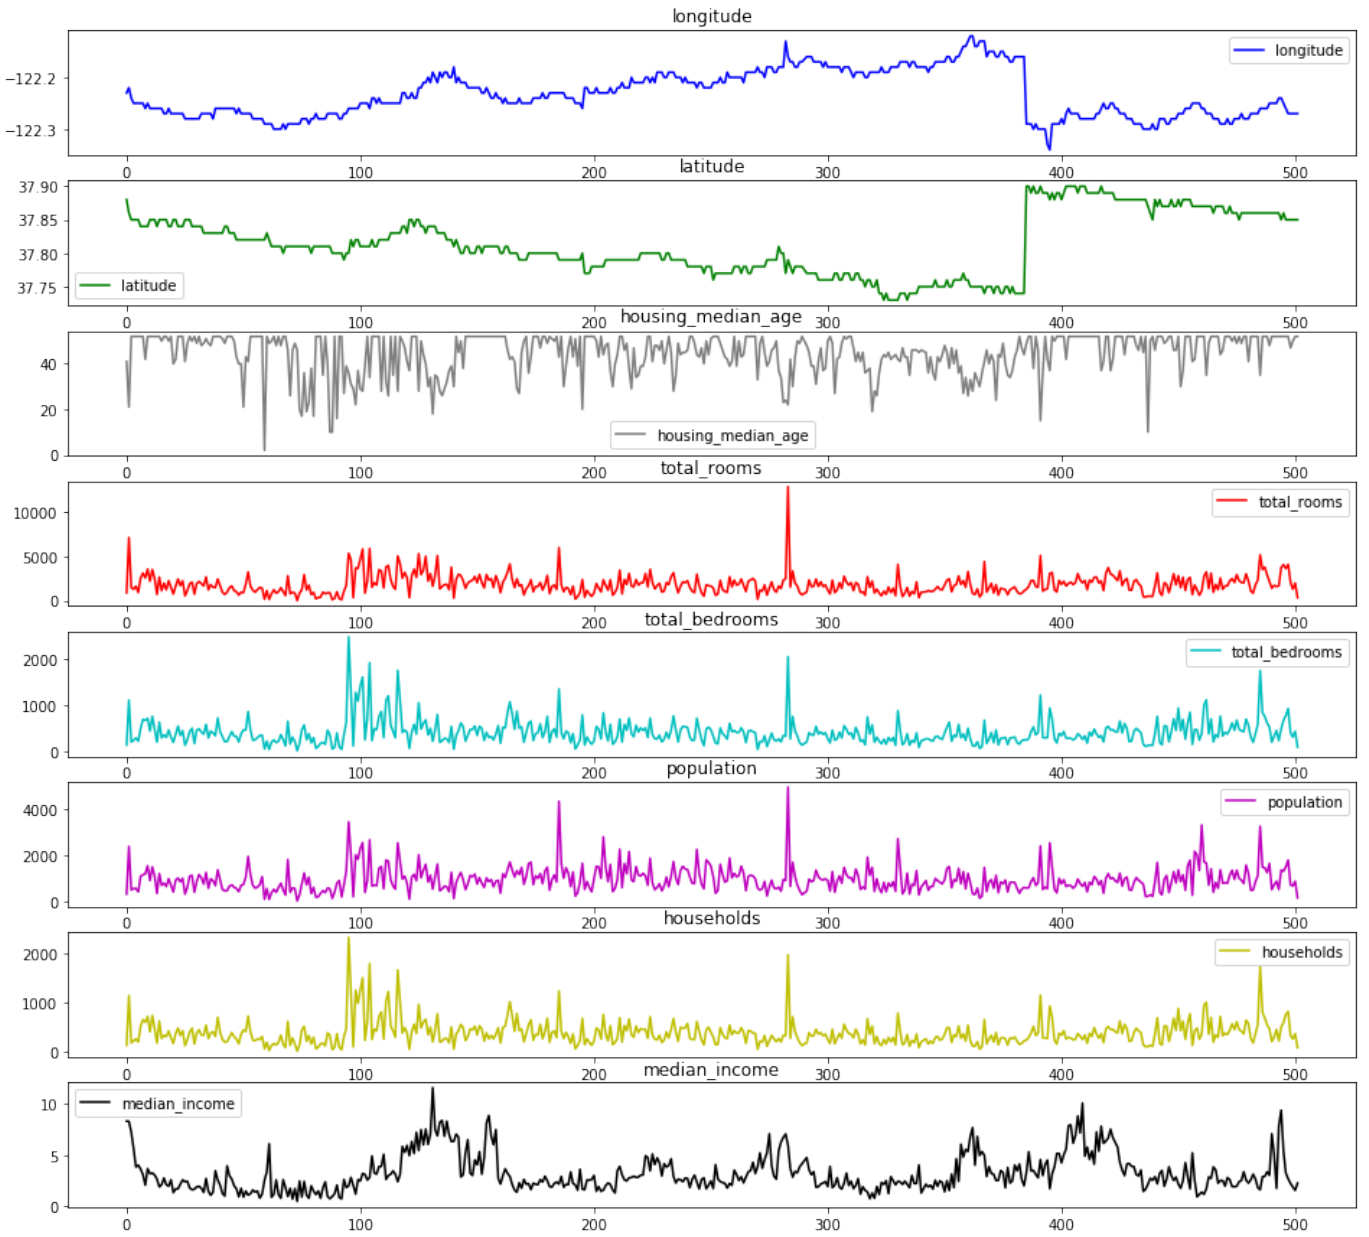 longitude
longitude
−122.2
−122.3
0 100 200 300 400 500
latitude
37.90
37.85
37.80
37.75
latitude
0 100 200 300 400 500
housing_median_age
40
20
0
housing_median_age
0 100 200 300 400 500
total_rooms
total_rooms
10000
5000
0
0 100 200 300 400 500
total_bedrooms
total_bedrooms
2000
1000
0
0 100 200 300 400 500
population
population
4000
2000
0
0 100 200 300 400 500
households
households
2000
1000
0
0 100 200 300 400 500
median_income
median_income
10
5
0
0 100 200 300 400 500